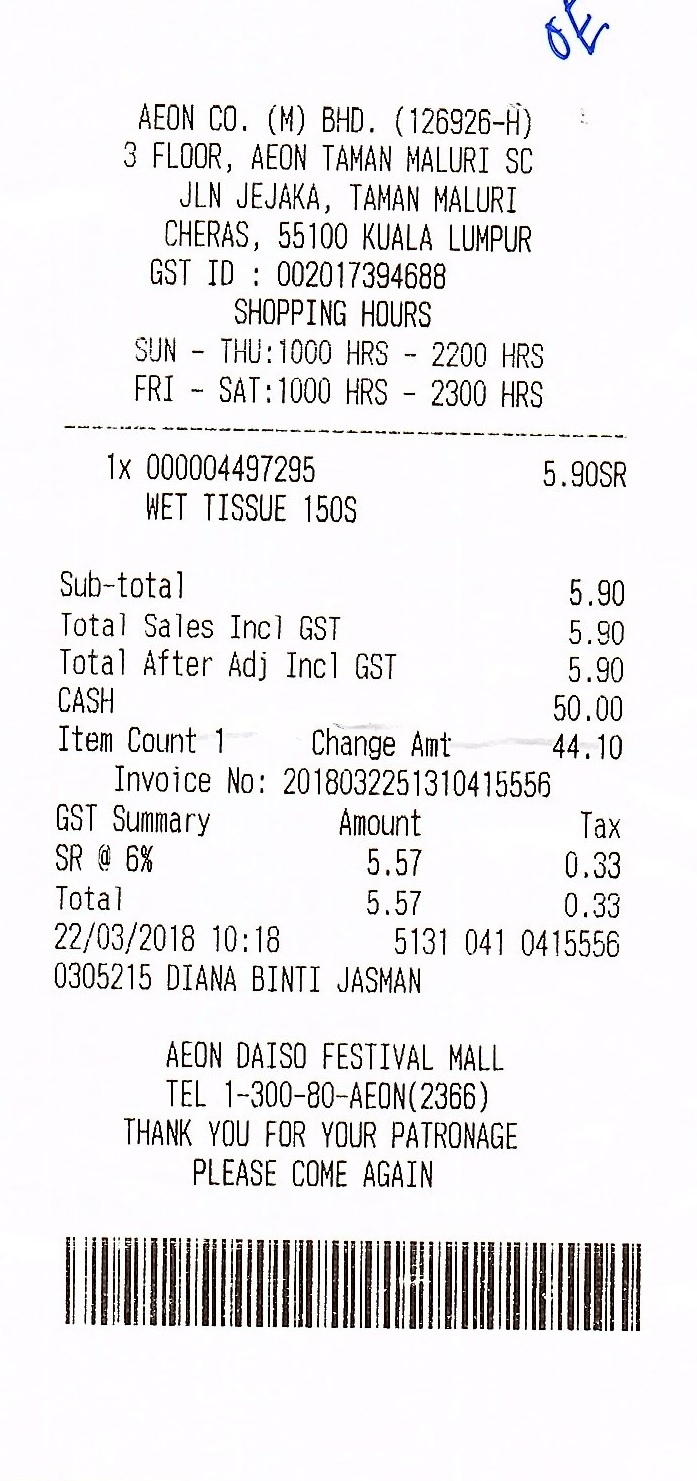 OE
AEON CO. (M) BHD. (126926-H)
3 FLOOR, AEON TAMAN MALURI SC
JLN JEJAKA, TAMAN MALURI
CHERAS, 55100 KUALA LUMPUR
GST ID : 002017394688
SHOPPING HOURS
SUN - THU:1000 HRS - 2200 HRS
FRI - SAT:1000 HRS - 2300 HRS
1x 000004497295 5.90SR
WET TISSUE 150S
Sub-total 5.90
Total Sales Incl GST 5.90
Total After Adj Incl GST 5.90
CASH 50.00
Item Count 1 Change Amt 44.10
Invoice No: 2018032251310415556
GST Summary Amount Tax
SR @ 6% 5.57 0.33
Total 5.57 0.33
22/03/2018 10:18 5131 041 0415556
0305215 DIANA BINTI JASMAN
AEON DAISO FESTIVAL MALL
TEL 1-300-80-AEON(2366)
THANK YOU FOR YOUR PATRONAGE
PLEASE COME AGAIN